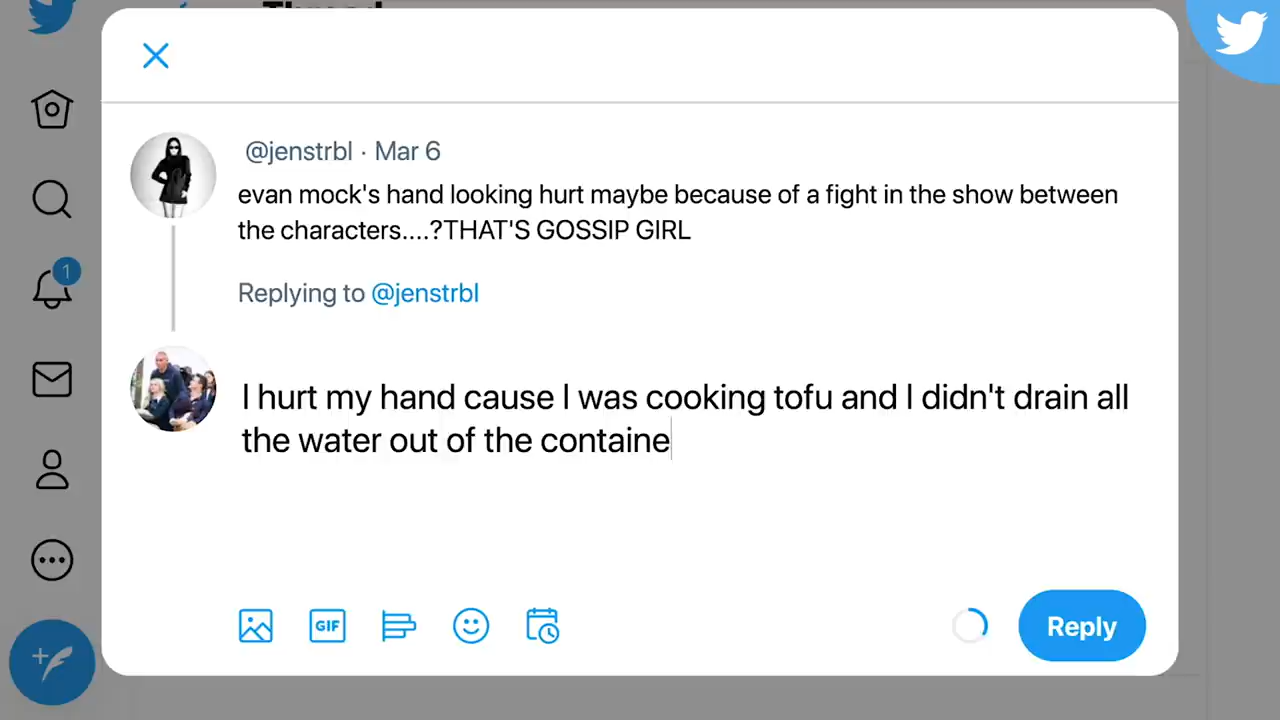 @jenstrbl · Mar 6
evan mock's hand looking hurt maybe because of a fight in the show between
the characters....?THAT'S GOSSIP GIRL
Replying to @jenstrbl
1
I hurt my hand cause I was cooking tofu and I didn't drain all
the water out of the containe
GIF
Reply